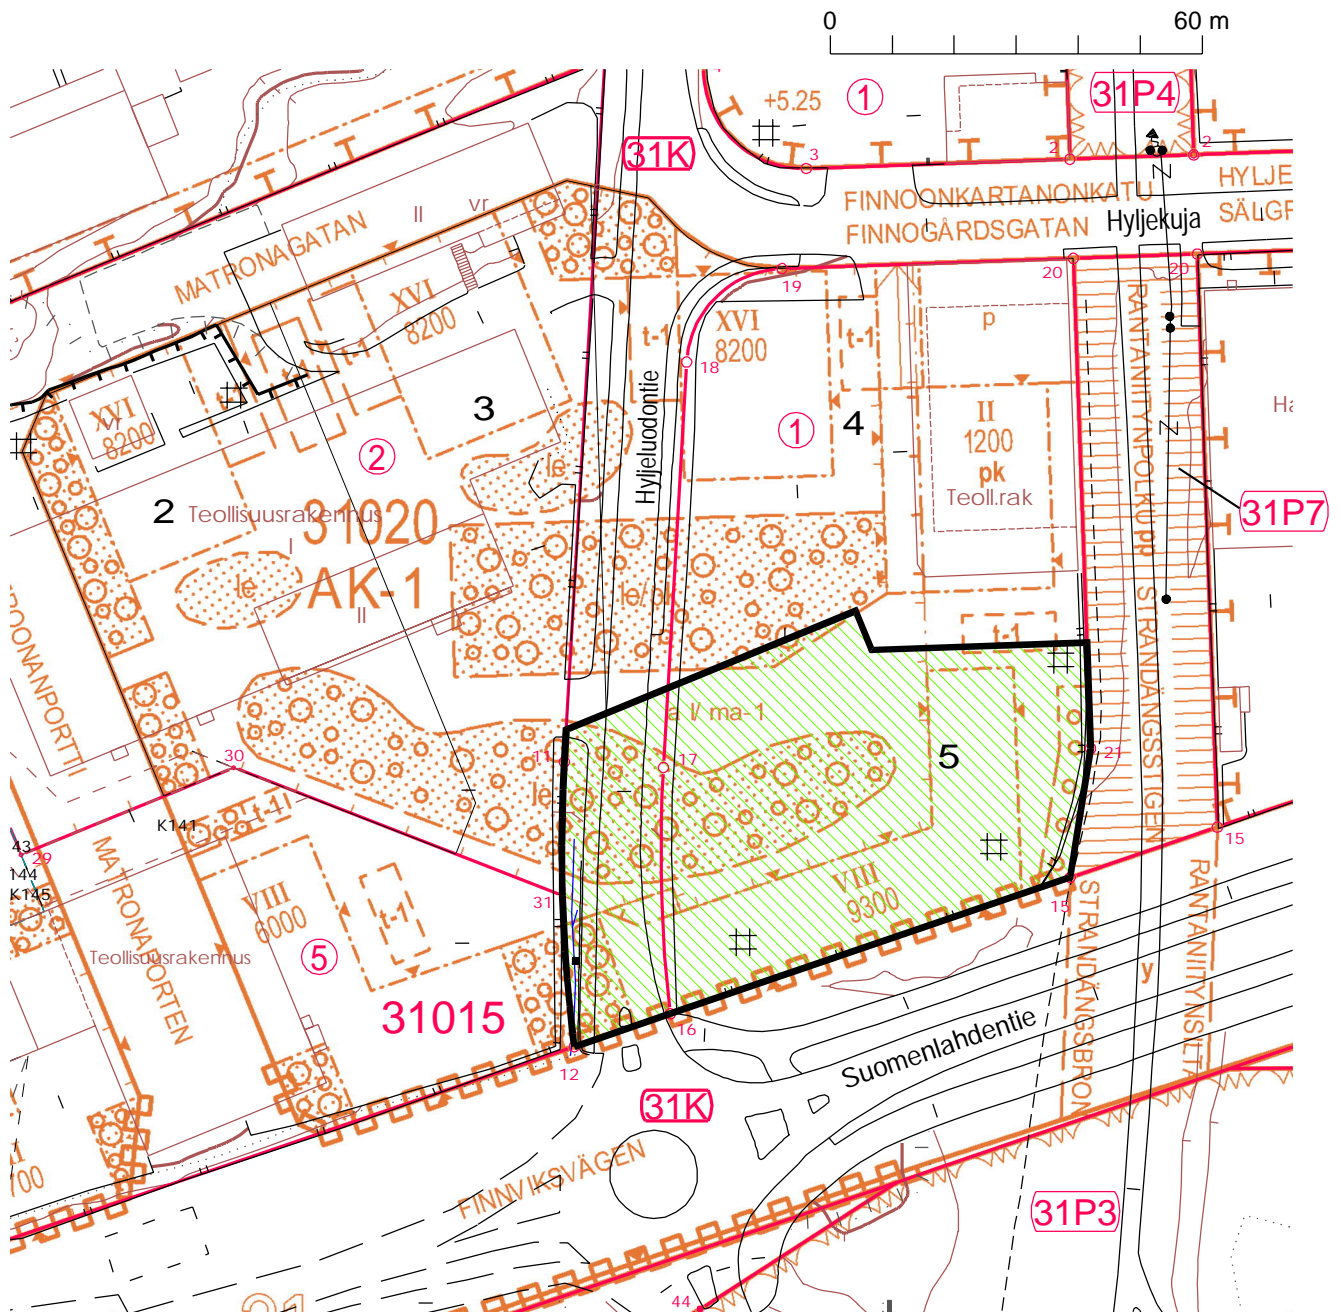 0 60 m
31P4
1
+5.25
31K
3
2
2
FINNOONKARTANONKATU
FINNOGÅRDSGATAN
Hyljekuja
HYLJE
SÄLGR
MATRONAGATAN
II
vr
XVI
8200
19
20
20
XVI
8200
t-1
t-1
p
18
t-1
XVI
8200
vr
3
2
Hyljeluodontie
1
4
II
1200
pk
Teoll.rak
Ha
RANTANIITYNPOLKU pp
STRANDÄNGSSTIGEN
31P7
le
2
Teollisuusrakennus
I
31020
AK-1
le
II
t-1
11
17
5
21
30
le
K141
t-1
43
29
144
K145
MATRONAPORTEN
VIII
6000
t-1
31
VIII
9300
15
15
5
Teollisuusrakennus
31015
12
16
31K
Suomenlahdentie
STRANDÄNGSBRON
RANTANIITYNSILTA
y
FINNVIKSVÄGEN
31P3
44